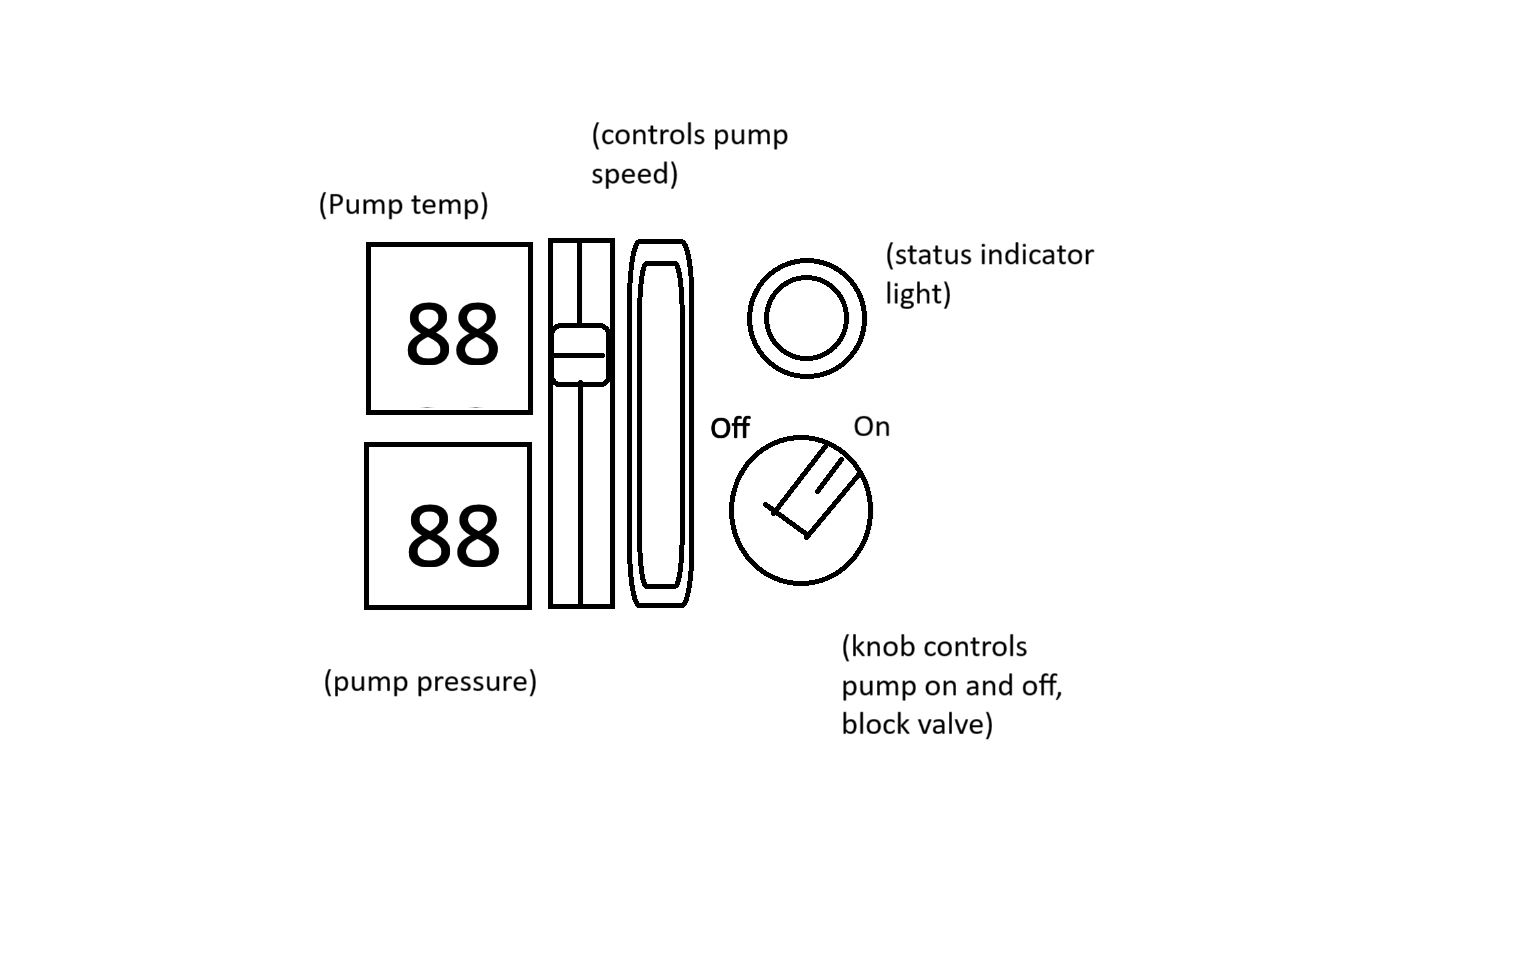 (controls pump
speed)
(Pump temp)
(status indicator
light)
88
Off
On
88
(knob controls
pump on and off,
block valve)
(pump pressure)